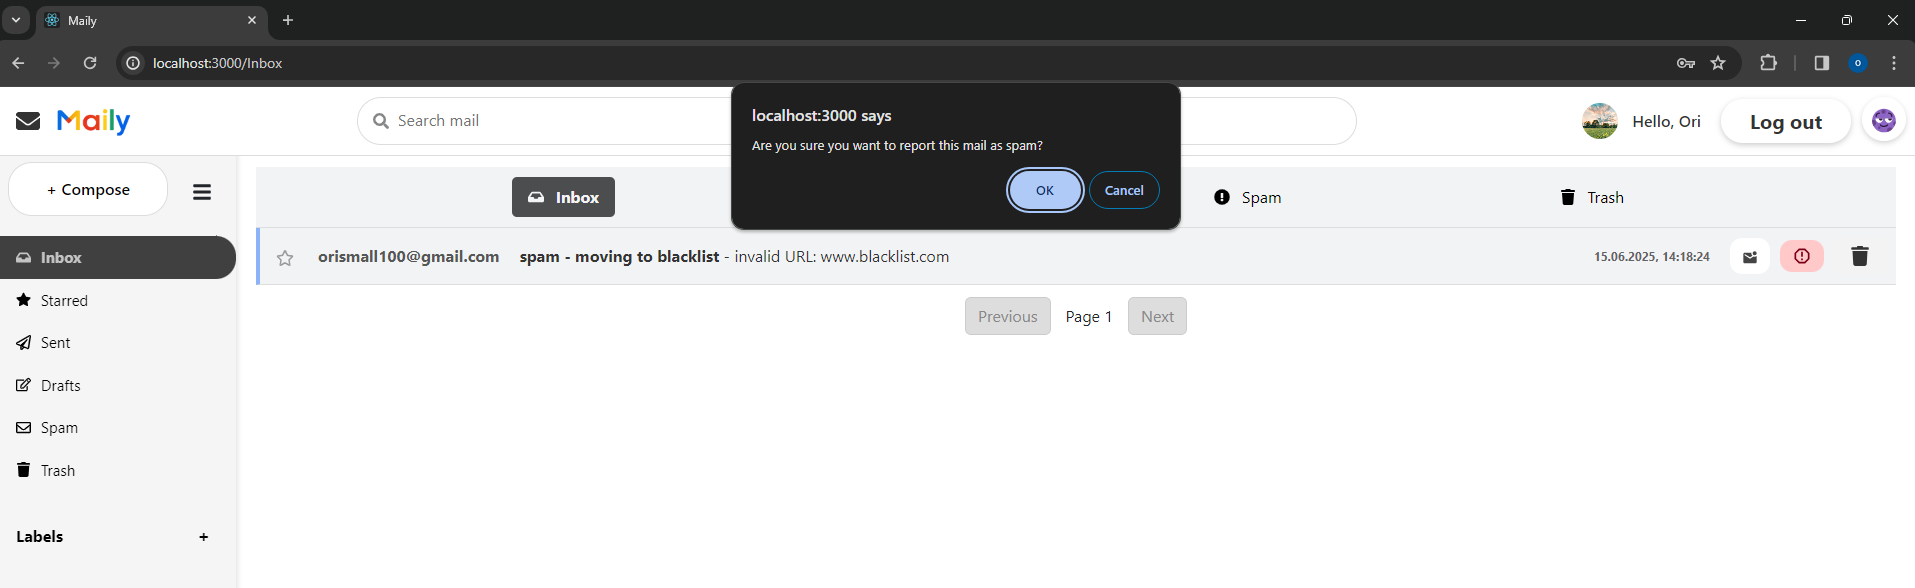 Maily
localhost:3000/Inbox
Maily
Search mail
localhost:3000 says
Are you sure you want to report this mail as spam?
OK
Cancel
Hello, Ori
Log out
+ Compose
Inbox
Spam
Trash
Inbox
orismall100@gmail.com spam - moving to blacklist - invalid URL: www.blacklist.com 15.06.2025, 14:18:24
Starred
Previous Page 1 Next
Sent
Drafts
Spam
Trash
Labels +